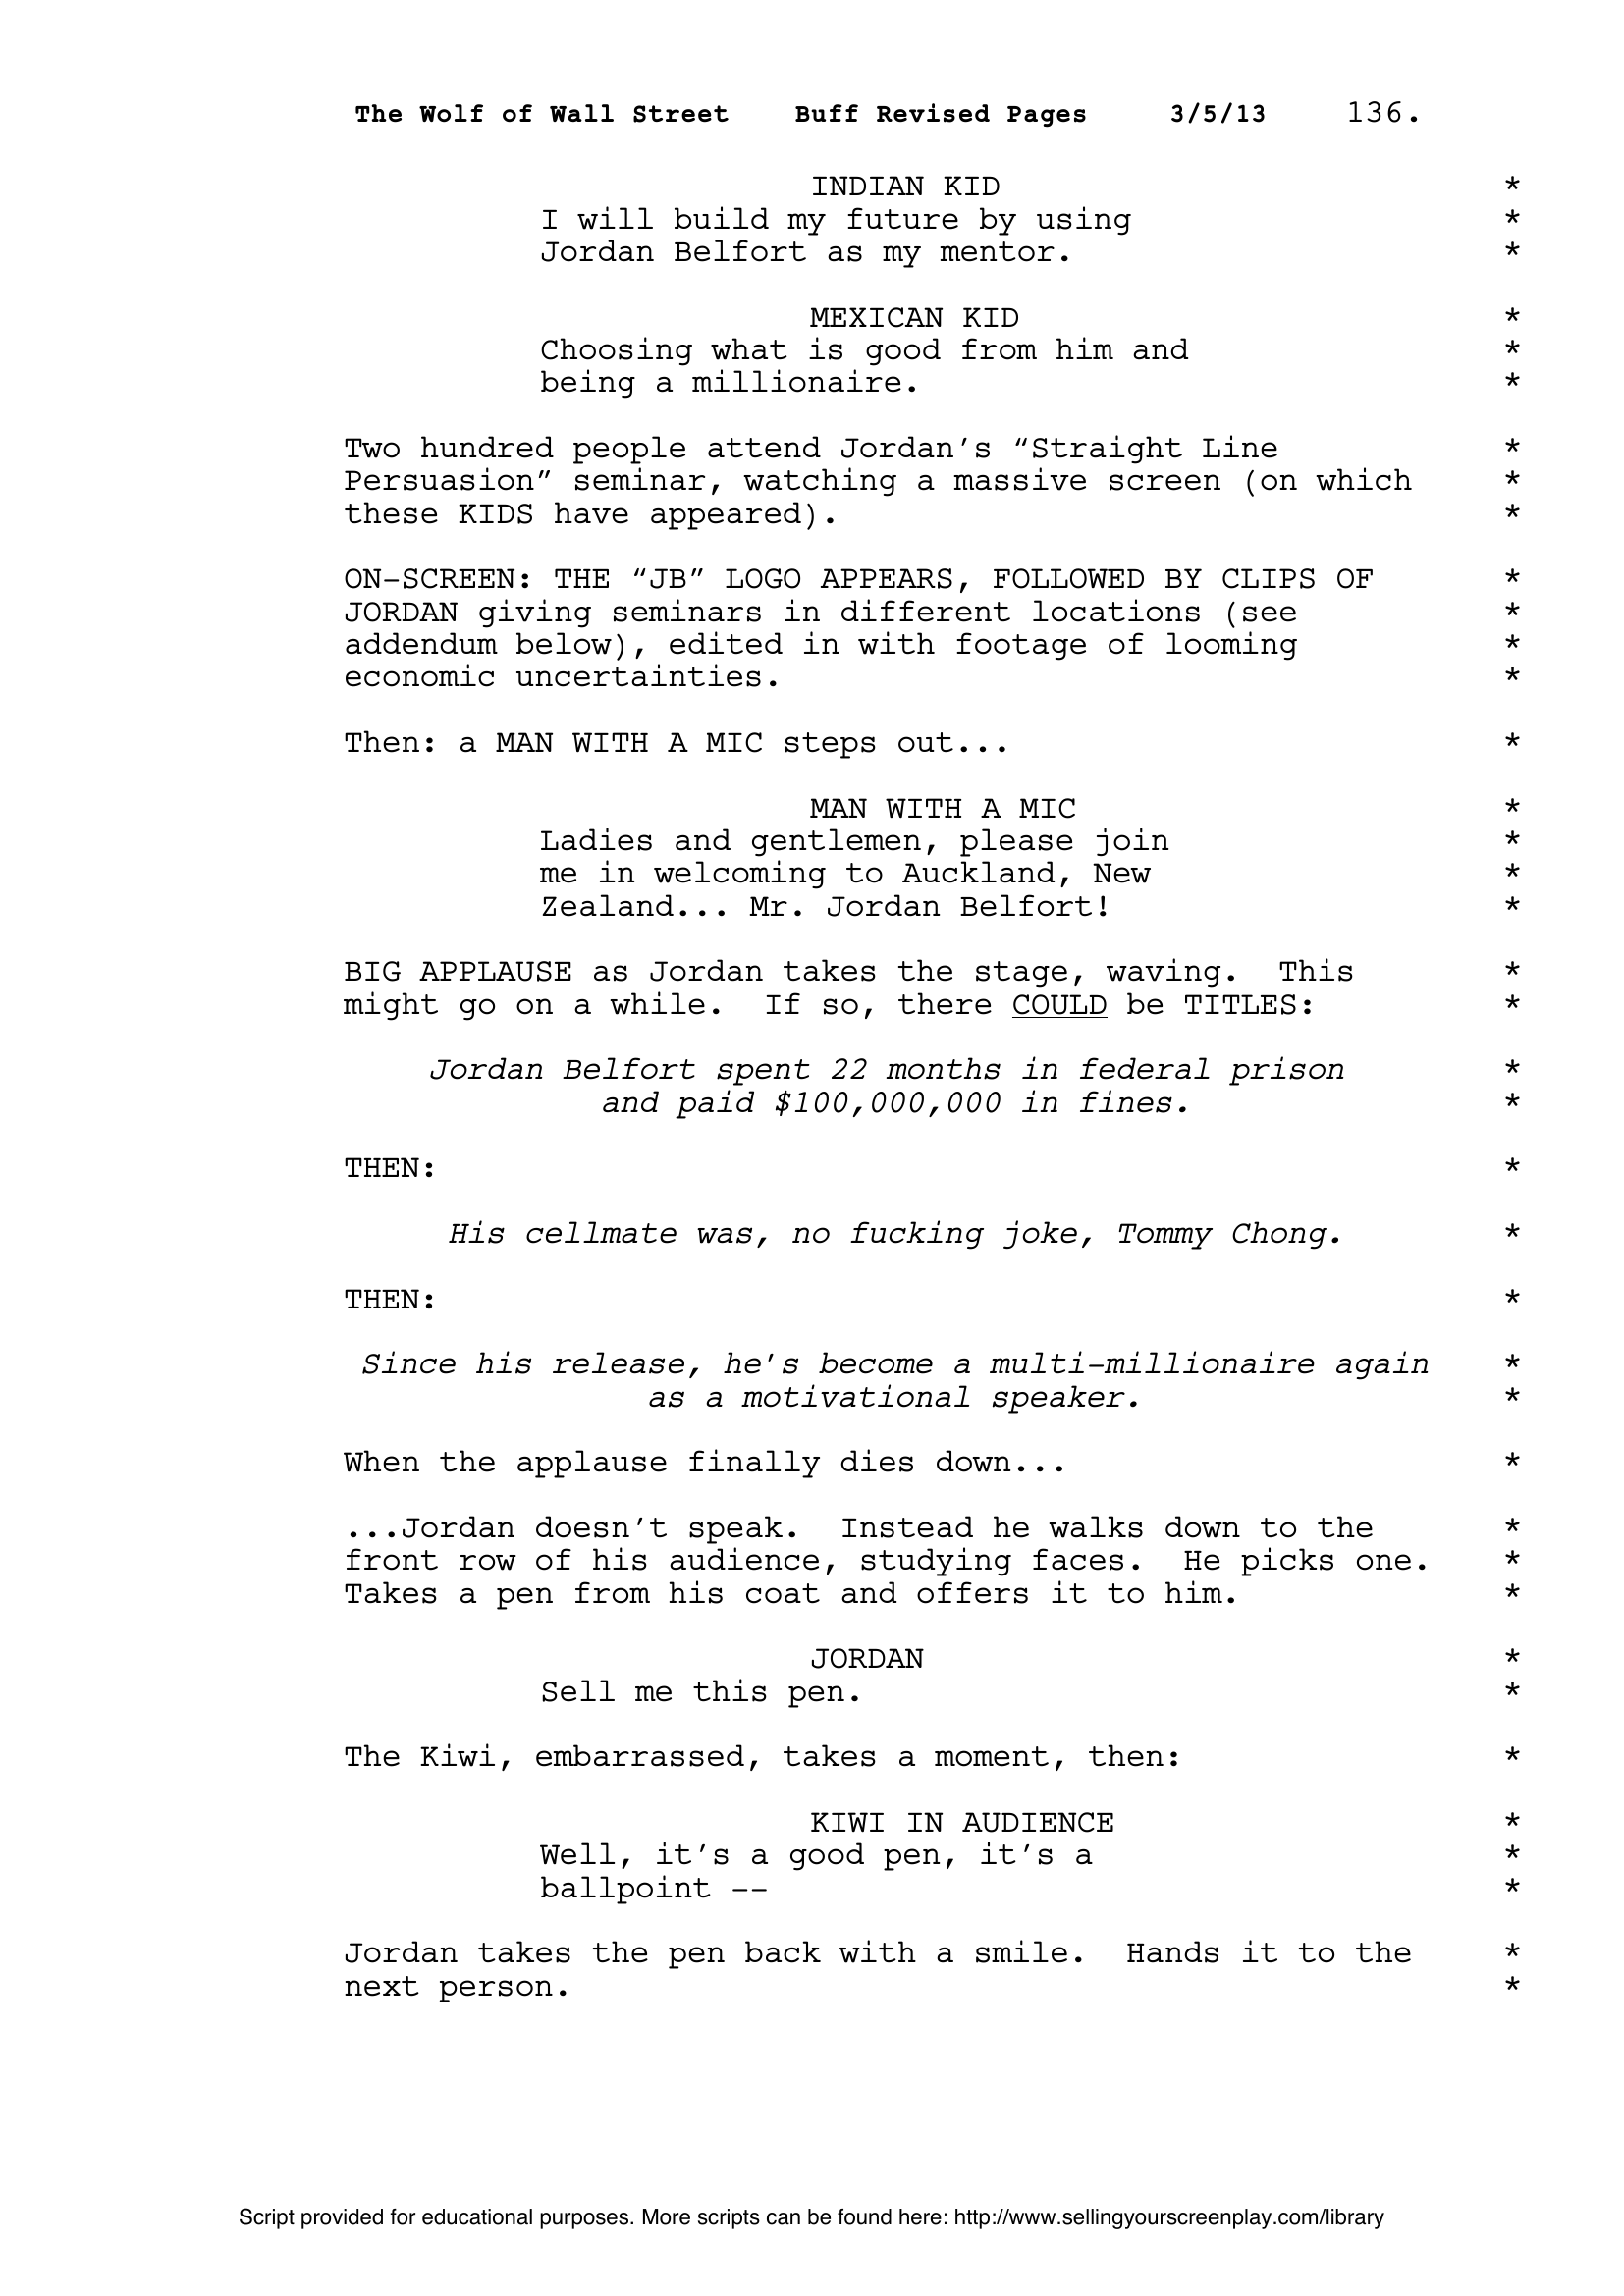 The Wolf of Wall Street Buff Revised Pages 3/5/13 136.
INDIAN KID *
I will build my future by using *
Jordan Belfort as my mentor. *
MEXICAN KID *
Choosing what is good from him and *
being a millionaire. *
Two hundred people attend Jordan’s “Straight Line *
Persuasion” seminar, watching a massive screen (on which *
these KIDS have appeared). *
ON-SCREEN: THE “JB” LOGO APPEARS, FOLLOWED BY CLIPS OF *
JORDAN giving seminars in different locations (see *
addendum below), edited in with footage of looming *
economic uncertainties. *
Then: a MAN WITH A MIC steps out... *
MAN WITH A MIC *
Ladies and gentlemen, please join *
me in welcoming to Auckland, New *
Zealand... Mr. Jordan Belfort! *
BIG APPLAUSE as Jordan takes the stage, waving. This *
might go on a while. If so, there COULD be TITLES: *
Jordan Belfort spent 22 months in federal prison *
and paid $100,000,000 in fines. *
THEN: *
His cellmate was, no fucking joke, Tommy Chong. *
THEN: *
Since his release, he’s become a multi-millionaire again *
as a motivational speaker. *
When the applause finally dies down... *
...Jordan doesn’t speak. Instead he walks down to the *
front row of his audience, studying faces. He picks one. *
Takes a pen from his coat and offers it to him. *
JORDAN *
Sell me this pen. *
The Kiwi, embarrassed, takes a moment, then: *
KIWI IN AUDIENCE *
Well, it’s a good pen, it’s a *
ballpoint -- *
Jordan takes the pen back with a smile. Hands it to the *
next person. *
Script provided for educational purposes. More scripts can be found here: http://www.sellingyourscreenplay.com/library